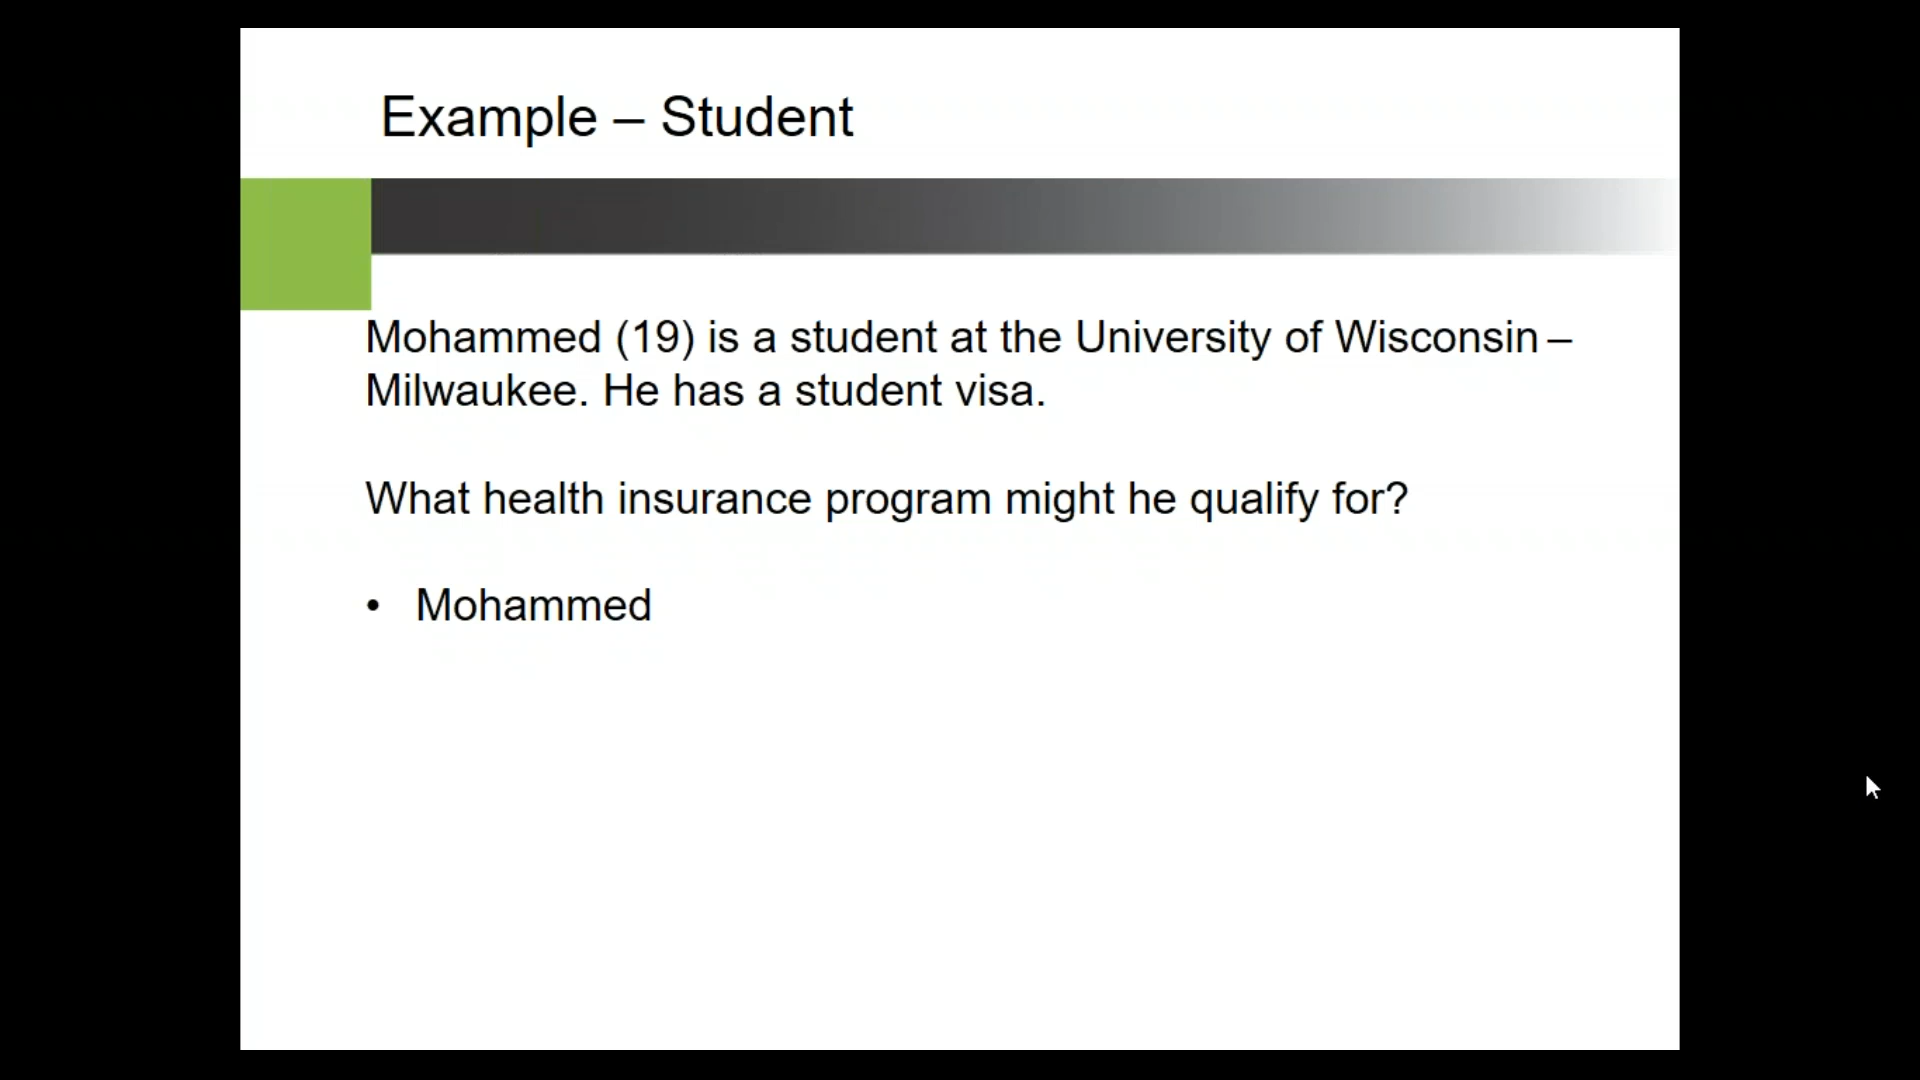 Example – Student
Mohammed (19) is a student at the University of Wisconsin –
Milwaukee. He has a student visa.
What health insurance program might he qualify for?
• Mohammed